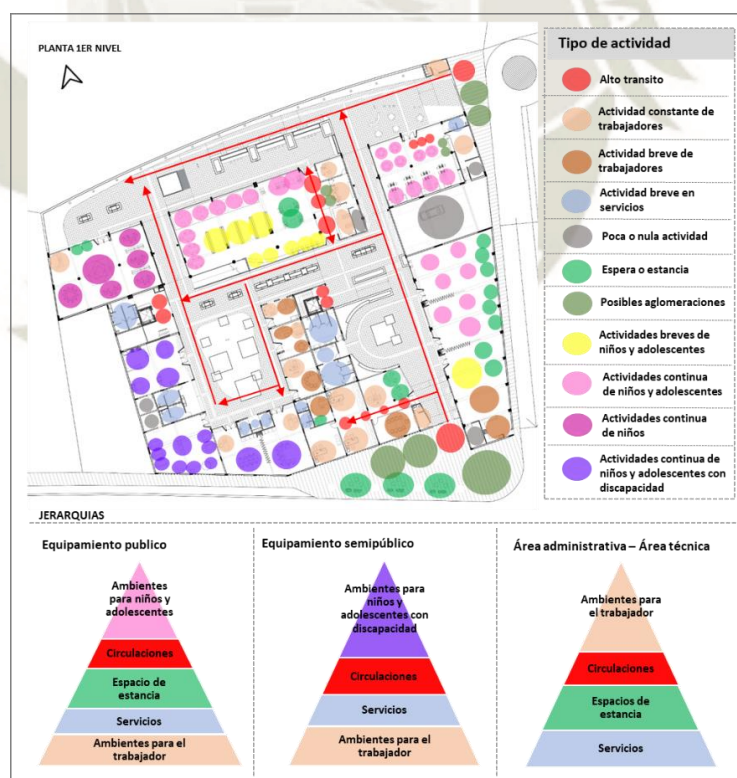 PLANTA 1ER NIVEL
Tipo de actividad
Alto transito
Actividad constante de
trabajadores
Actividad breve de
trabajadores
Actividad breve en
servicios
Poca o nula actividad
Espera o estancia
Posibles aglomeraciones
Actividades breves de
niños y adolescentes
Actividades continua
de niños y adolescentes
Actividades continua
de niños
Actividades continua de
niños y adolescentes con
discapacidad
JERARQUIAS
Equipamiento publico
Ambientes
para niños y
adolescentes
Circulaciones
Espacio de
estancia
Servicios
Ambientes para el
trabajador
Equipamiento semipúblico
Ambientes para
niños y
adolescentes con
discapacidad
Circulaciones
Servicios
Ambientes para el
trabajador
Área administrativa – Área técnica
Ambientes para
el trabajador
Circulaciones
Espacios de
estancia
Servicios